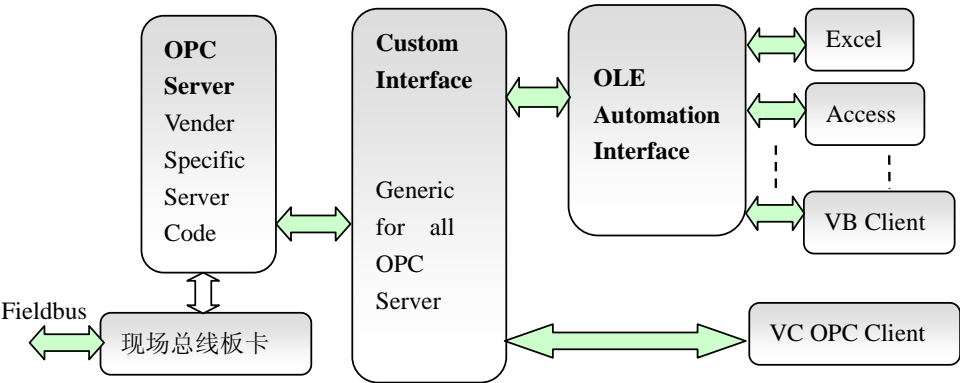 OPC
Server
Vender
Specific
Server
Code
Custom
Interface
Generic
for all
OPC
Server
OLE
Automation
Interface
Excel
Access
VB Client
Fieldbus
现场总线板卡
VC OPC Client